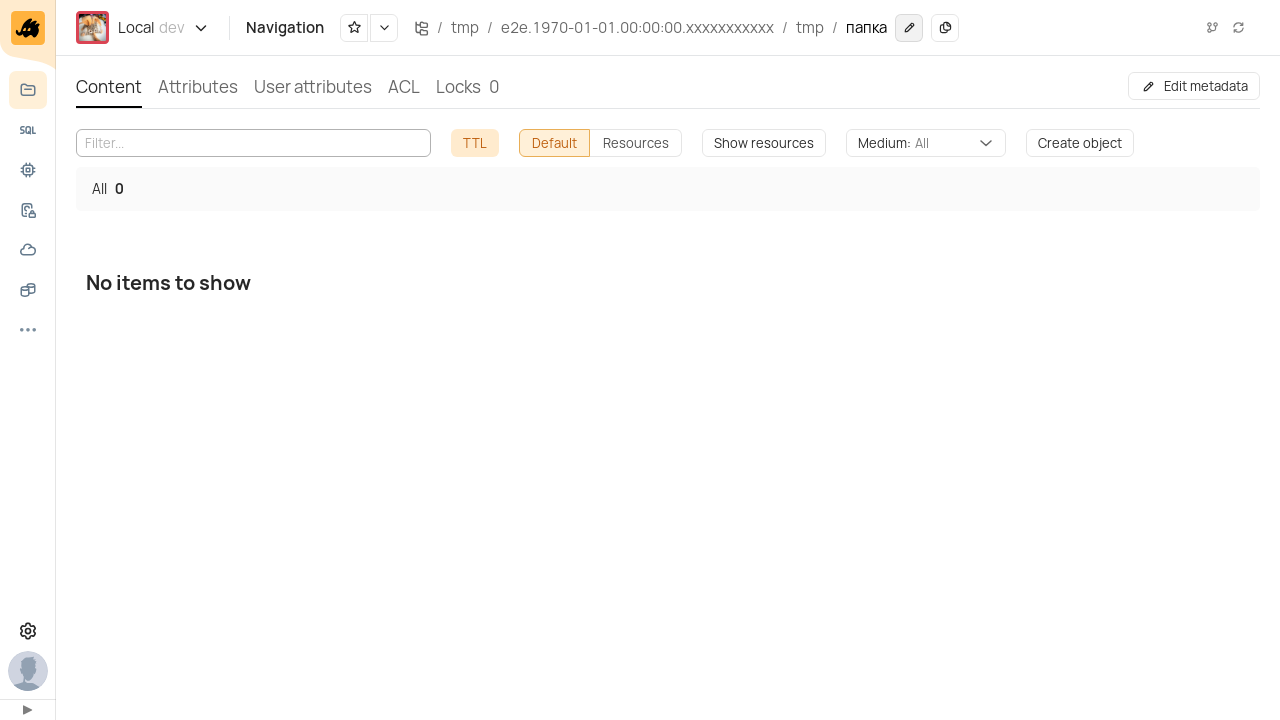 Local dev Navigation / tmp / e2e.1970-01-01.00:00:00.xxxxxxxxxxx / tmp / папка
Content Attributes User attributes ACL Locks 0 Edit metadata
SQL
Filter... TTL Default Resources Show resources Medium: All Create object
All 0
No items to show